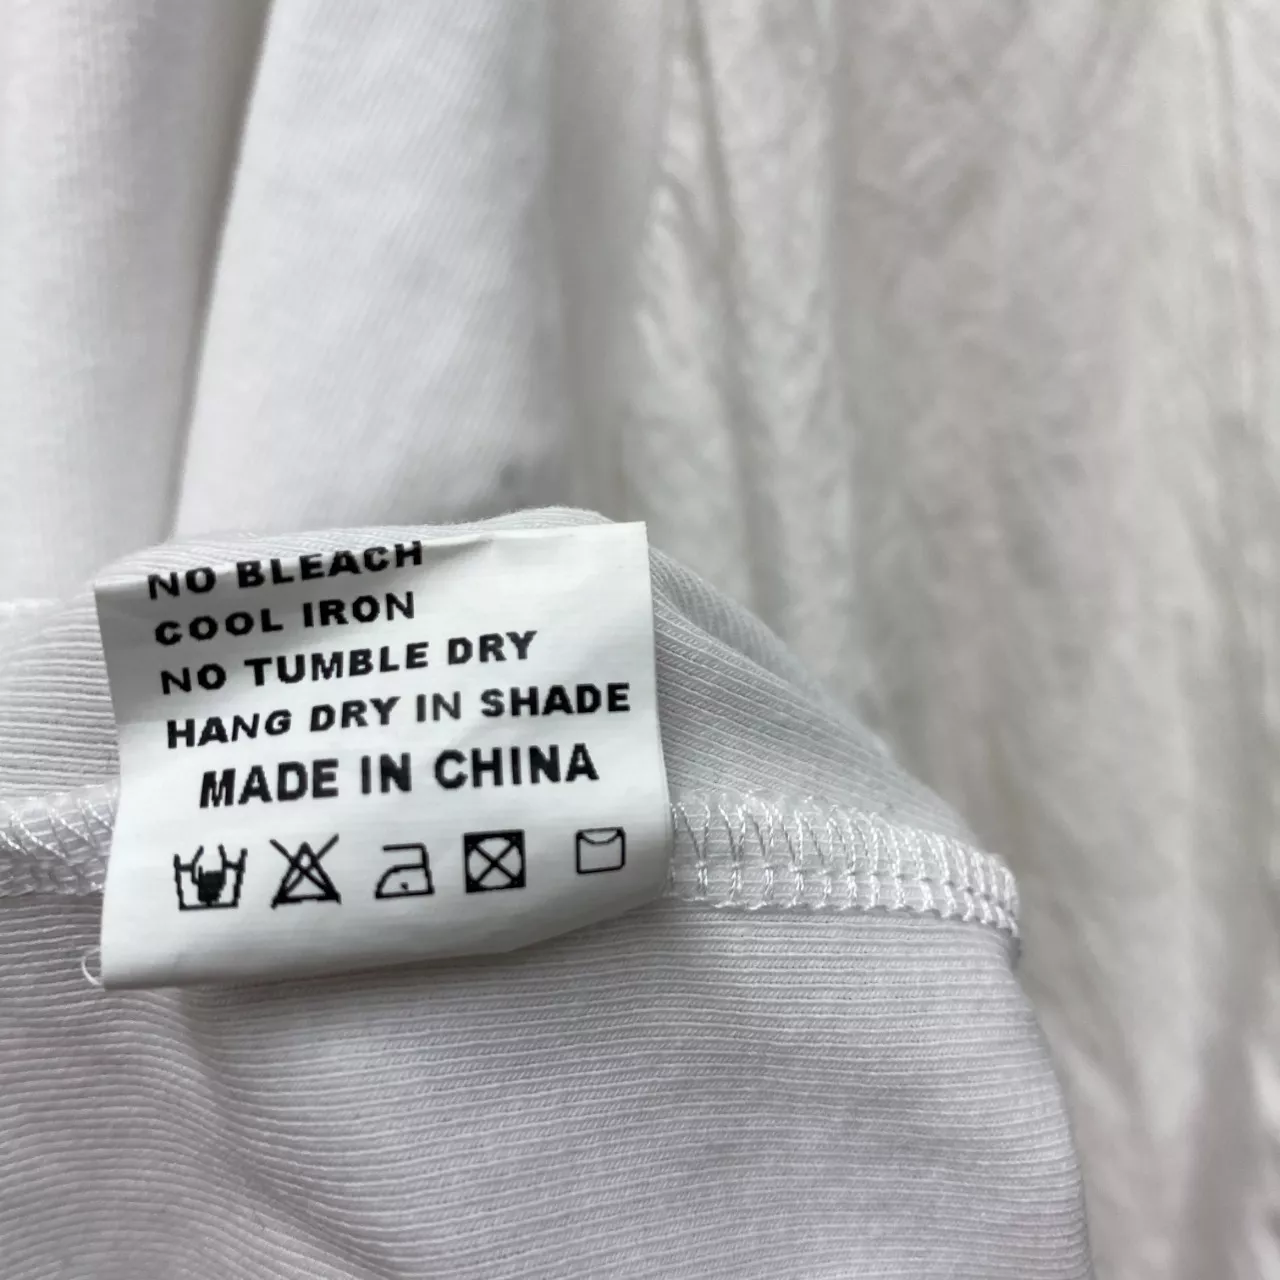 NO BLEACH
COOL IRON
NO TUMBLE DRY
HANG DRY IN SHADE
MADE IN CHINA